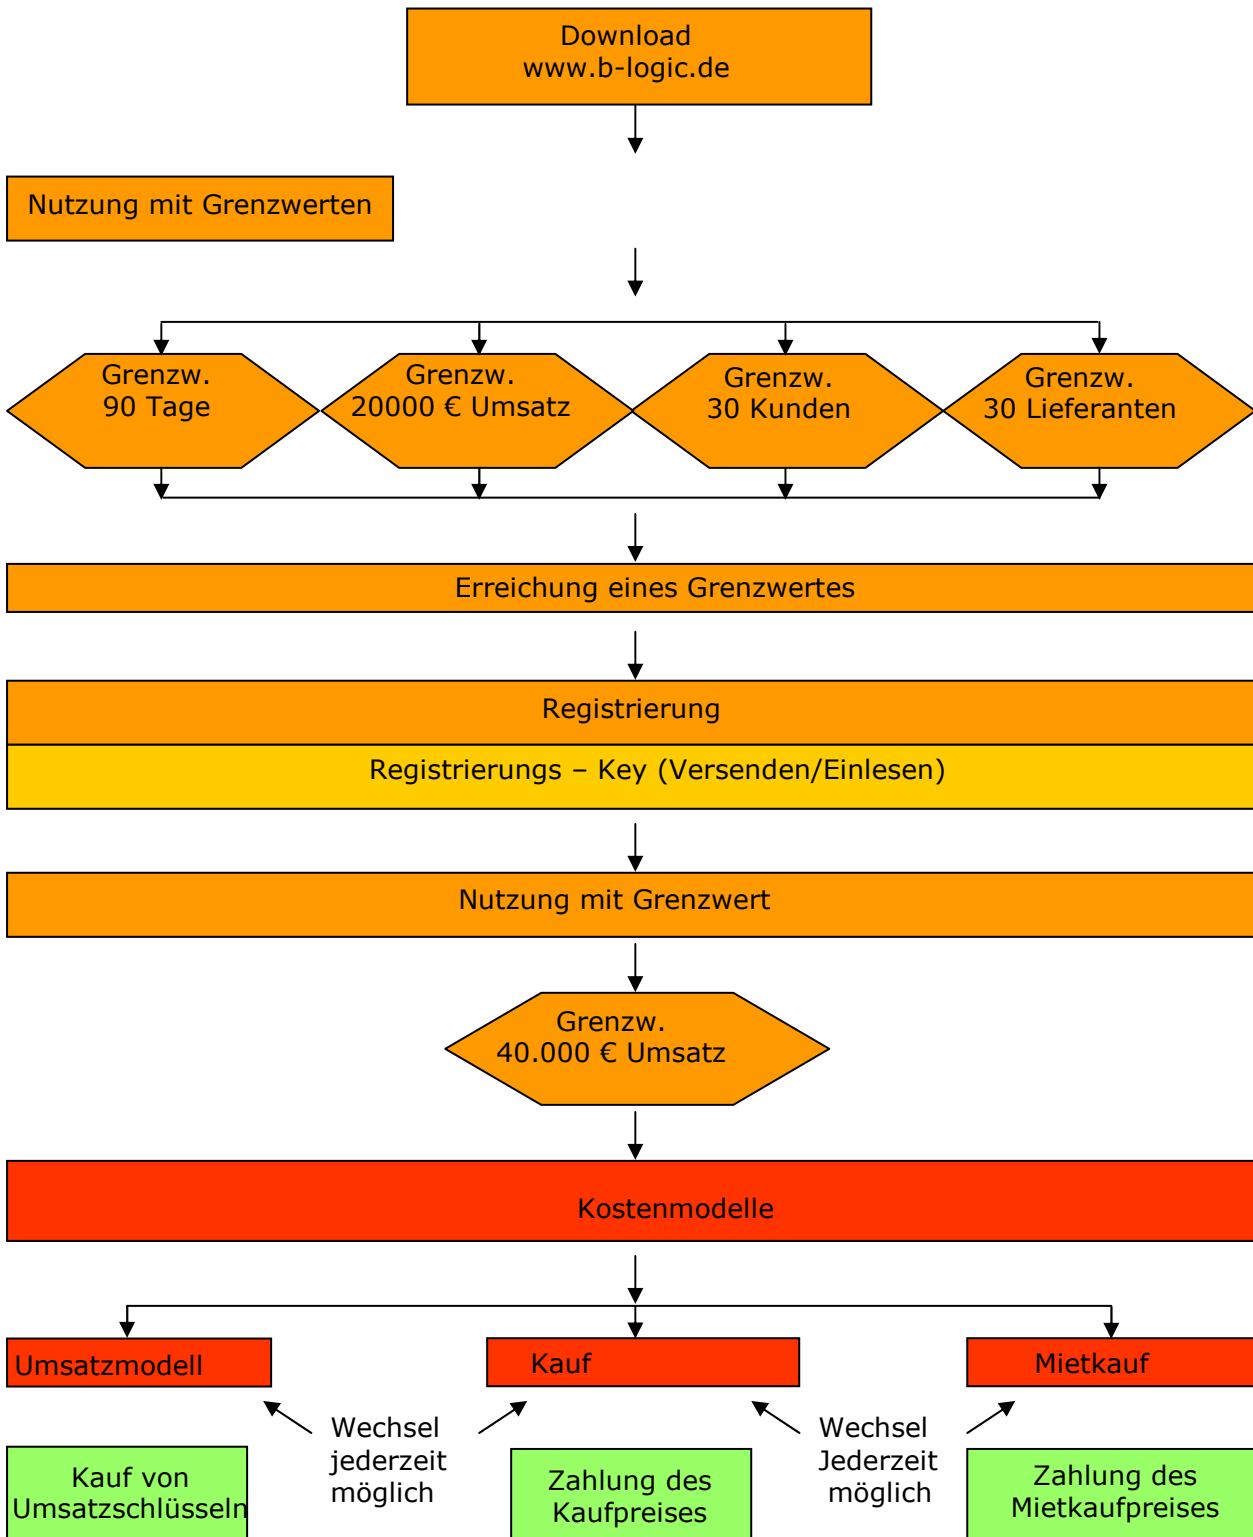 Download
www.b-logic.de
Nutzung mit Grenzwerten
Grenzw.
90 Tage
Grenzw.
20000 € Umsatz
Grenzw.
30 Kunden
Grenzw.
30 Lieferanten
Erreichung eines Grenzwertes
Registrierung
Registrierungs – Key (Versenden/Einlesen)
Nutzung mit Grenzwert
Grenzw.
40.000 € Umsatz
Kostenmodelle
Umsatzmodell
Kauf
Mietkauf
Wechsel
jederzeit
möglich
Wechsel
Jederzeit
möglich
Kauf von
Umsatzschlüsseln
Zahlung des
Kaufpreises
Zahlung des
Mietkaufpreises